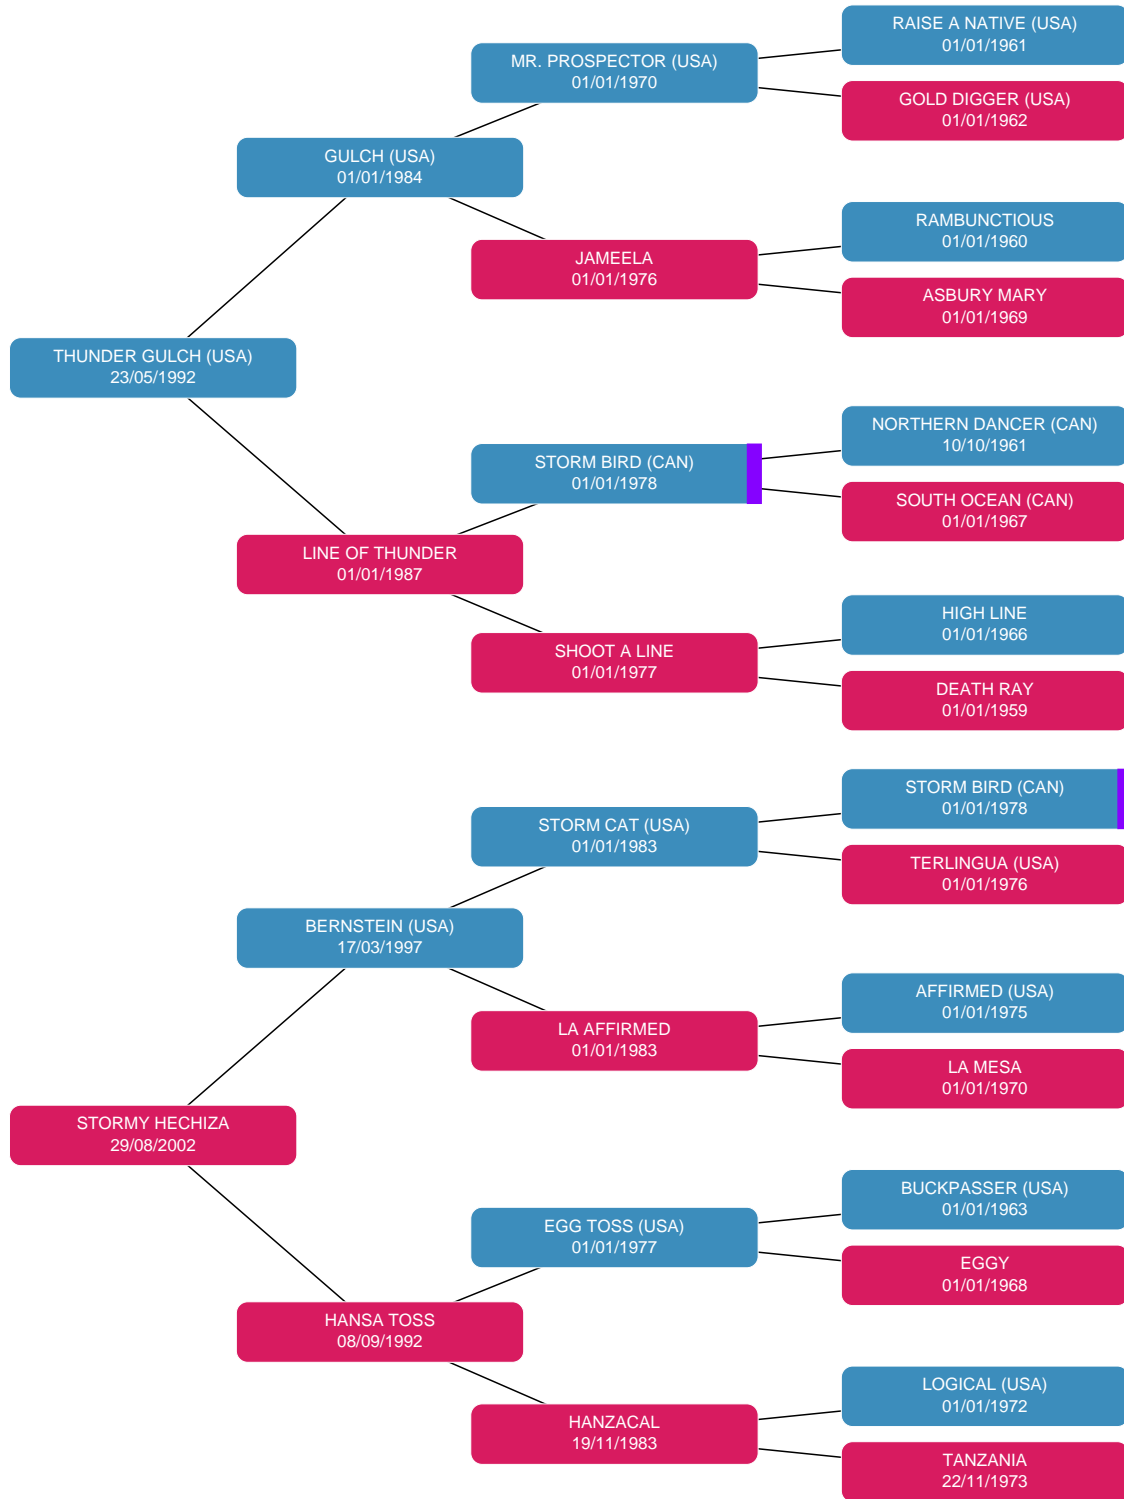 RAISE A NATIVE (USA)
01/01/1961
MR. PROSPECTOR (USA)
01/01/1970
GOLD DIGGER (USA)
01/01/1962
GULCH (USA)
01/01/1984
RAMBUNCTIOUS
01/01/1960
JAMEELA
01/01/1976
ASBURY MARY
01/01/1969
THUNDER GULCH (USA)
23/05/1992
NORTHERN DANCER (CAN)
10/10/1961
STORM BIRD (CAN)
01/01/1978
SOUTH OCEAN (CAN)
01/01/1967
LINE OF THUNDER
01/01/1987
HIGH LINE
01/01/1966
SHOOT A LINE
01/01/1977
DEATH RAY
01/01/1959
STORM BIRD (CAN)
01/01/1978
STORM CAT (USA)
01/01/1983
TERLINGUA (USA)
01/01/1976
BERNSTEIN (USA)
17/03/1997
AFFIRMED (USA)
01/01/1975
LA AFFIRMED
01/01/1983
LA MESA
01/01/1970
STORMY HECHIZA
29/08/2002
BUCKPASSER (USA)
01/01/1963
EGG TOSS (USA)
01/01/1977
EGGY
01/01/1968
HANSA TOSS
08/09/1992
LOGICAL (USA)
01/01/1972
HANZACAL
19/11/1983
TANZANIA
22/11/1973